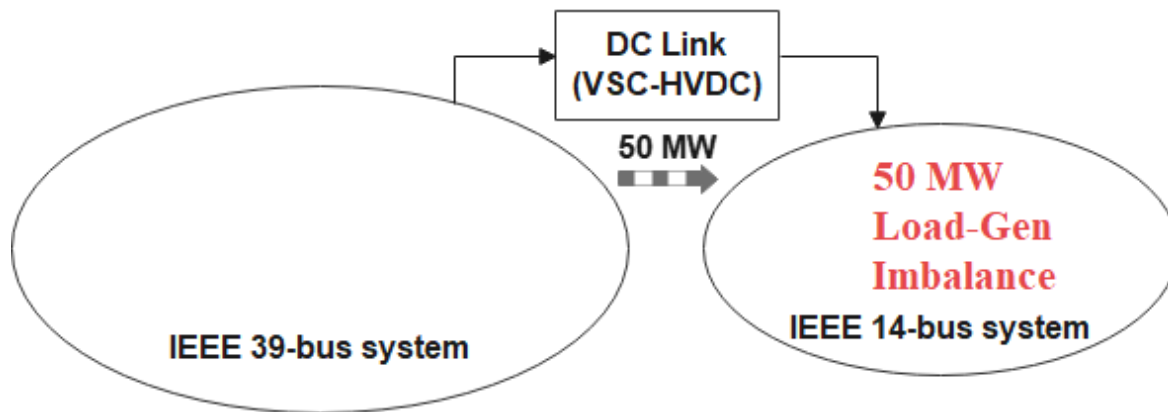 DC Link
(VSC-HVDC)
50 MW
50 MW
Load-Gen
Imbalance
IEEE 39-bus system
IEEE 14-bus system